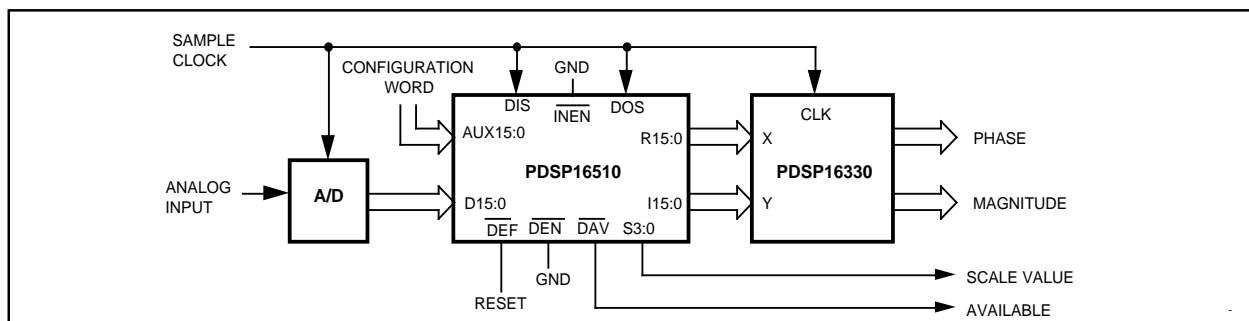 SAMPLE
CLOCK
CONFIGURATION
WORD
GND
DIS
INEN
DOS
CLK
AUX15:0
R15:0
X
PHASE
PDSP16510
PDSP16330
ANALOG
INPUT
A/D
D15:0
I15:0
Y
MAGNITUDE
DEF
DEN
DAV
S3:0
GND
SCALE VALUE
RESET
AVAILABLE